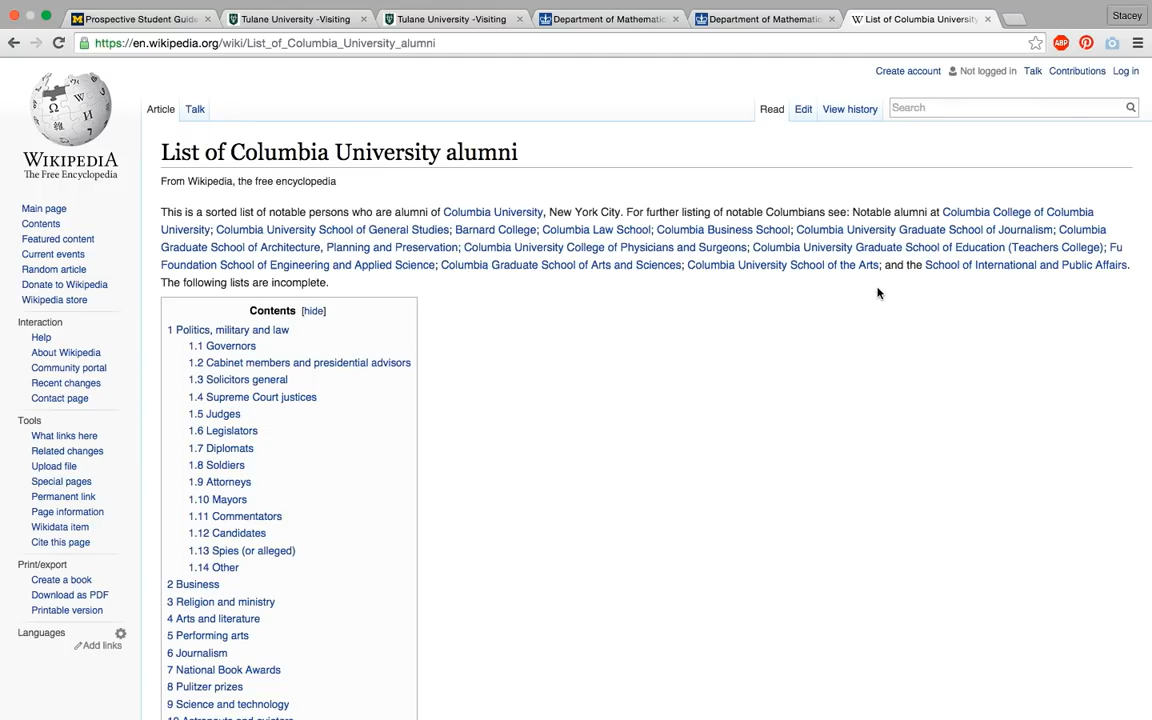 Prospective Student Guide
Tulane University -Visiting
Tulane University -Visiting
Department of Mathematic
Department of Mathematic
W List of Columbia University
Stacey
https://en.wikipedia.org/wiki/List_of_Columbia_University_alumni
ABP
Create account Not logged in Talk Contributions Log in
Article Talk Read Edit View history Search
WIKIPEDIA
The Free Encyclopedia
Main page
Contents
Featured content
Current events
Random article
Donate to Wikipedia
Wikipedia store
Interaction
Help
About Wikipedia
Community portal
Recent changes
Contact page
Tools
What links here
Related changes
Upload file
Special pages
Permanent link
Page information
Wikidata item
Cite this page
Print/export
Create a book
Download as PDF
Printable version
Languages
Add links
List of Columbia University alumni
From Wikipedia, the free encyclopedia
This is a sorted list of notable persons who are alumni of Columbia University, New York City. For further listing of notable Columbians see: Notable alumni at Columbia College of Columbia
University; Columbia University School of General Studies; Barnard College; Columbia Law School; Columbia Business School; Columbia University Graduate School of Journalism; Columbia
Graduate School of Architecture, Planning and Preservation; Columbia University College of Physicians and Surgeons; Columbia University Graduate School of Education (Teachers College); Fu
Foundation School of Engineering and Applied Science; Columbia Graduate School of Arts and Sciences; Columbia University School of the Arts; and the School of International and Public Affairs.
The following lists are incomplete.
Contents [hide]
1 Politics, military and law
1.1 Governors
1.2 Cabinet members and presidential advisors
1.3 Solicitors general
1.4 Supreme Court justices
1.5 Judges
1.6 Legislators
1.7 Diplomats
1.8 Soldiers
1.9 Attorneys
1.10 Mayors
1.11 Commentators
1.12 Candidates
1.13 Spies (or alleged)
1.14 Other
2 Business
3 Religion and ministry
4 Arts and literature
5 Performing arts
6 Journalism
7 National Book Awards
8 Pulitzer prizes
9 Science and technology